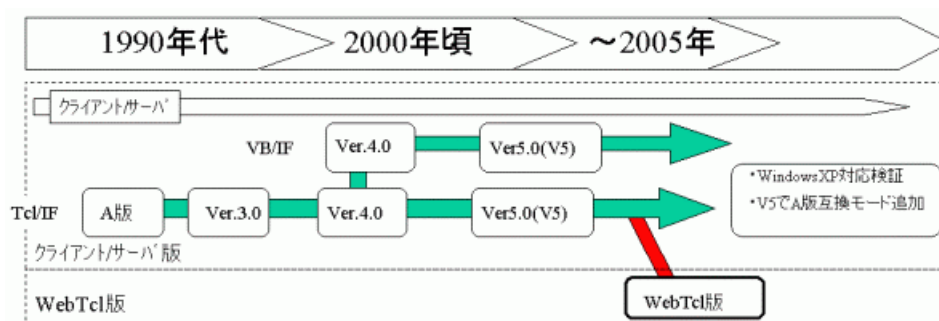 1990年代
2000年頃
～2005年
クライアント/サーバ
VB/IF
Ver.4.0
Ver5.0(V5)
・WindowsXP対応検証
・V5でA版互換モード追加
Tcl/IF
A版
Ver.3.0
Ver.4.0
Ver5.0(V5)
クライアント/サーバ版
WebTcl版
WebTcl版